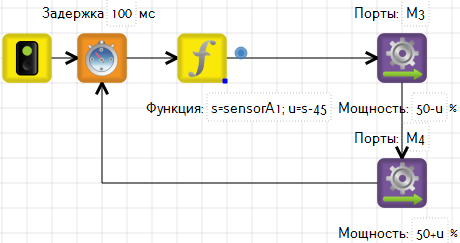 Задержка 100 мс
Порты: M3
Функция: s=sensorA1; u=s-45
Мощность: 50-u %
Порты: M4
Мощность: 50+u %